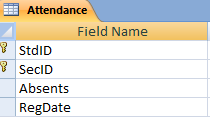 Attendance
Field Name
StdID
SecID
Absents
RegDate